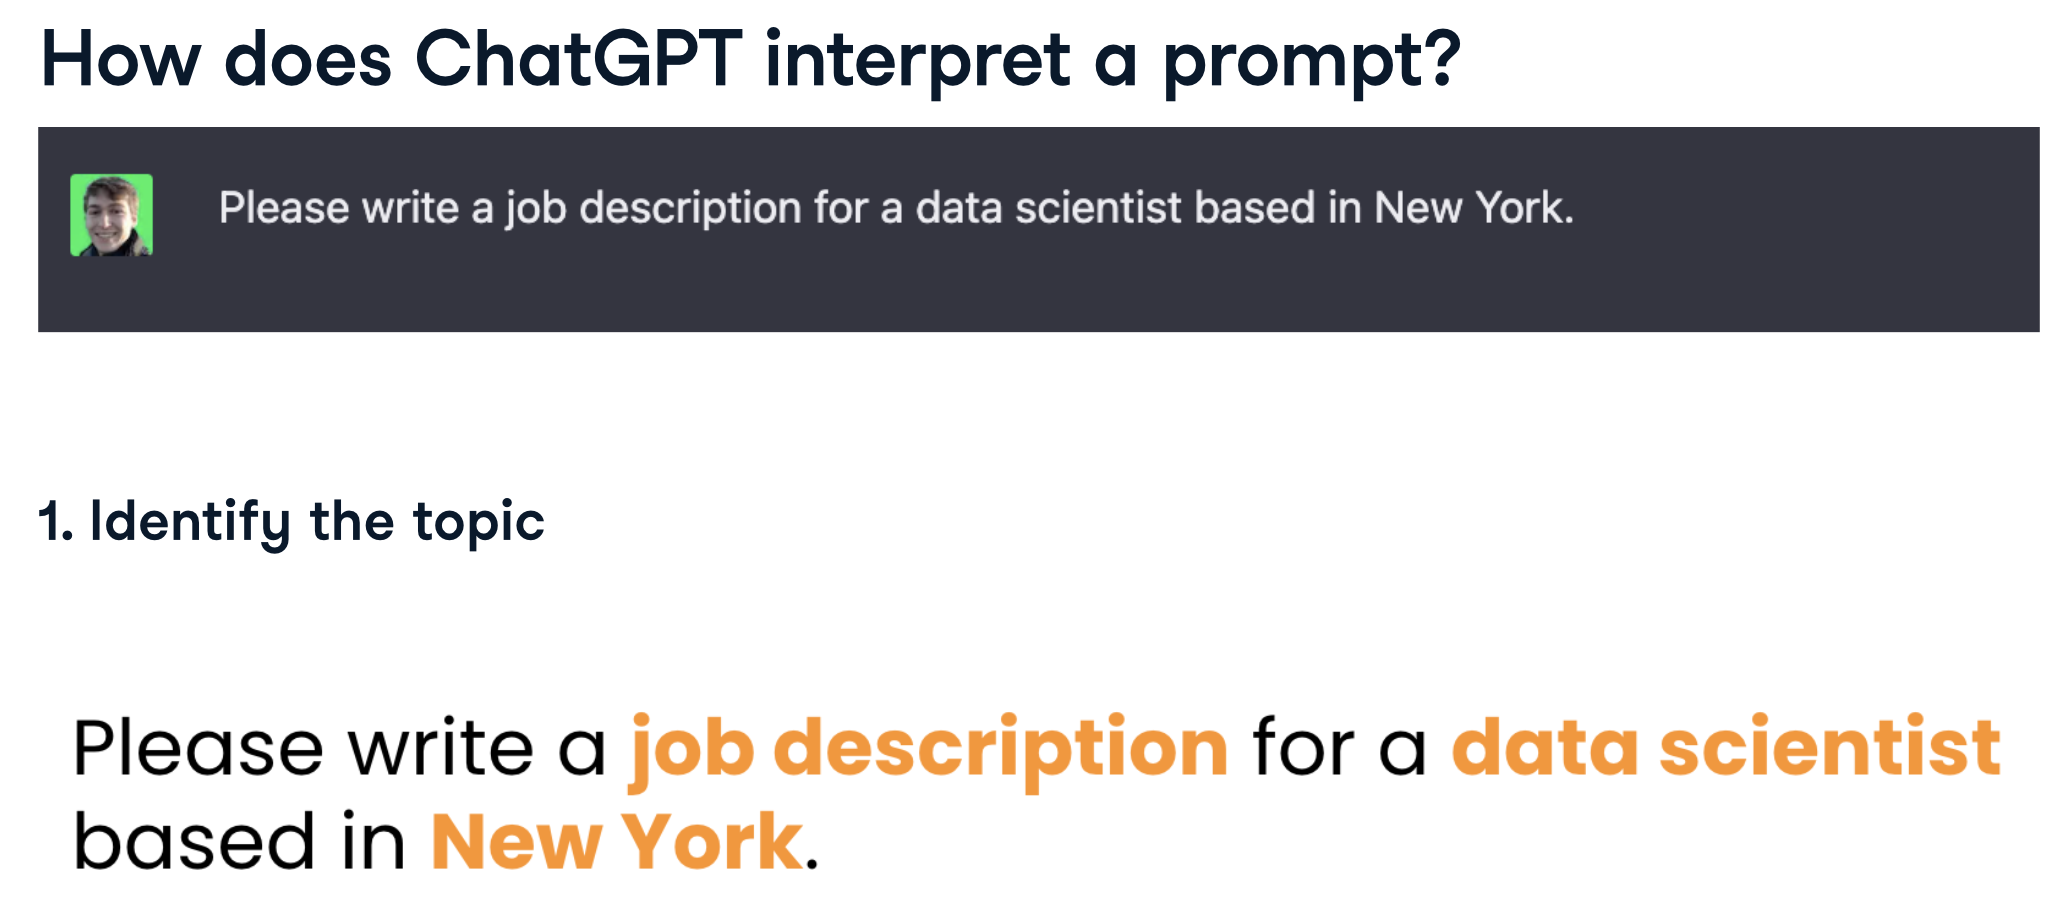 How does ChatGPT interpret a prompt?
Please write a job description for a data scientist based in New York.
1. Identify the topic
Please write a job description for a data scientist
based in New York.